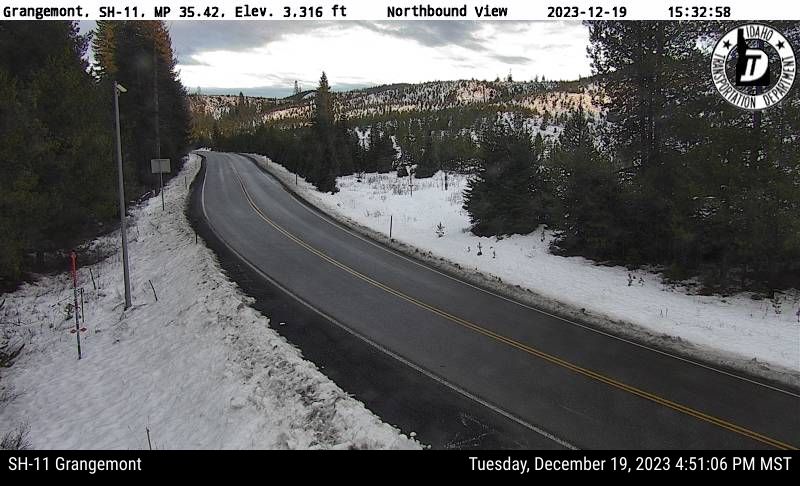 Grangemont, SH-11, MP 35.42, Elev. 3,316 ft Northbound View 2023-12-19 15:32:58
IDAHO
TRANSPORTATION DEPARTMENT
SH-11 Grangemont Tuesday, December 19, 2023 4:51:06 PM MST